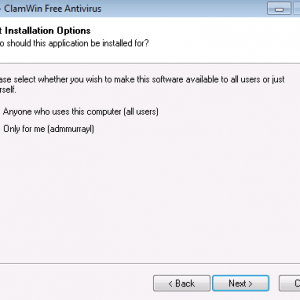 - ClamWin Free Antivirus
t Installation Options
o should this application be installed for?
ase select whether you wish to make this software available to all users or just
rself.
Anyone who uses this computer (all users)
Only for me (admmurrayl)
< Back Next > C